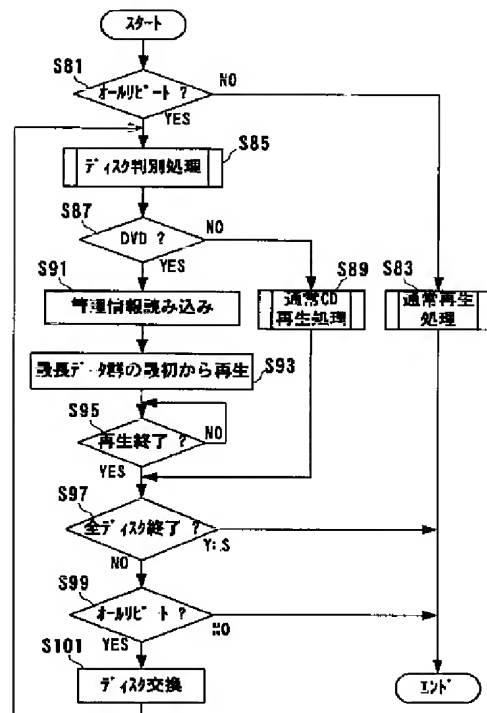 スタート
S81
オールリピート ?
NO
YES
ディスク判別処理
S85
S87
DVD ?
NO
YES
S91
管理情報読み込み
S89
通常CD
再生処理
S83
通常再生
処理
最長データ群の最初から再生
S93
S95
再生終了 ?
NO
YES
S97
全ディスク終了 ?
YES
NO
S99
オールリピート ?
NO
YES
S101
ディスク交換
エンド